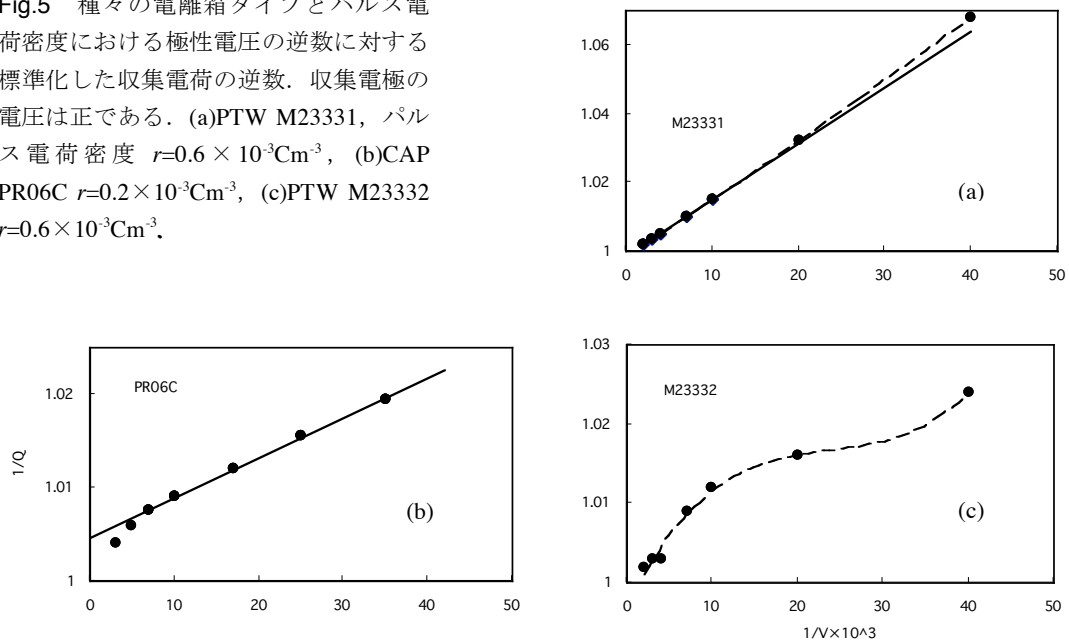 Fig.5 種々の電離箱タイプとパルス電
荷密度における極性電圧の逆数に対する
標準化した収集電荷の逆数．収集電極の
電圧は正である．(a)PTW M23331，パル
ス電荷密度 r=0.6×10⁻³Cm⁻³，(b)CAP
PR06C r=0.2×10⁻³Cm⁻³，(c)PTW M23332
r=0.6×10⁻³Cm⁻³．
1.06
1.04
1.02
1
M23331
(a)
0 10 20 30 40 50
1.02
1.01
1
1/Q
PR06C
(b)
0 10 20 30 40 50
1.03
1.02
1.01
1
M23332
(c)
0 10 20 30 40 50
1/V×10^3